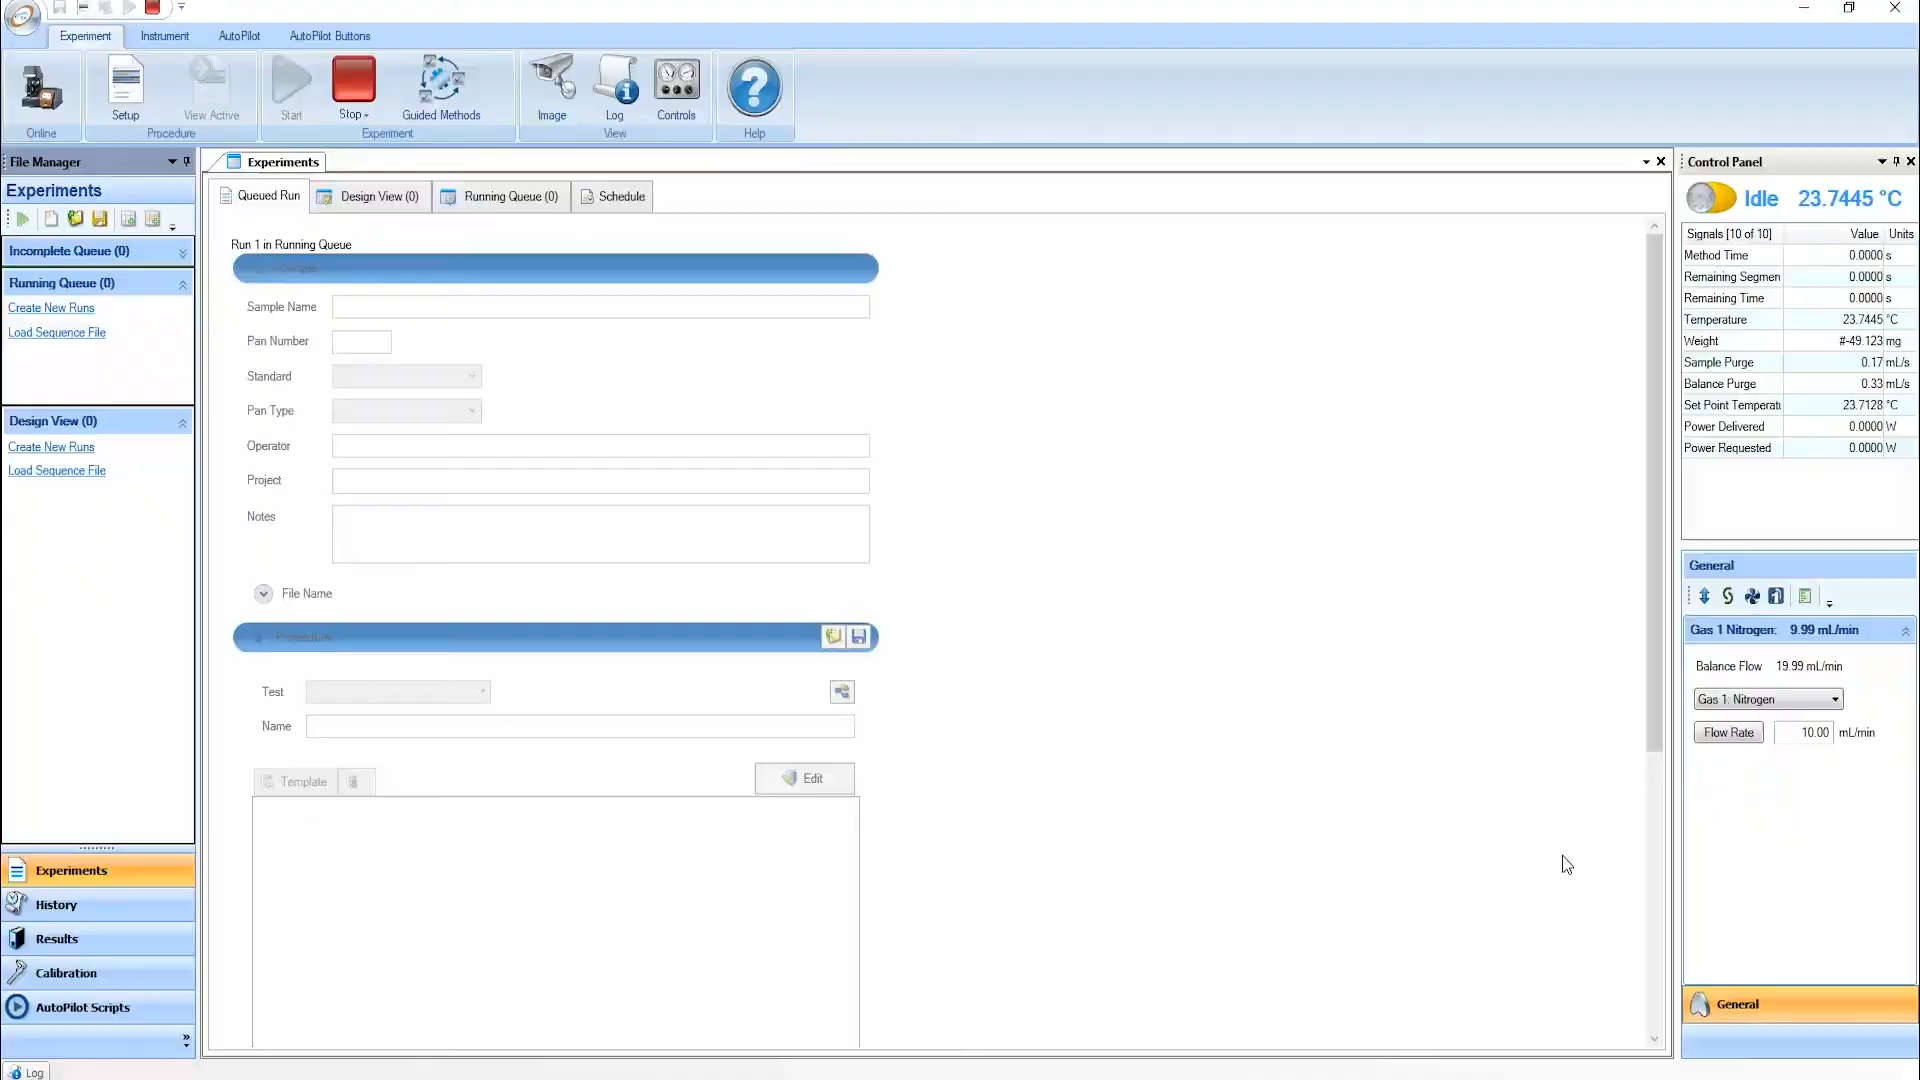 Experiment Instrument AutoPilot AutoPilot Buttons
Setup View Active Start Stop Guided Methods Image Log Controls
Online Procedure Experiment View Help
File Manager
Experiments
Incomplete Queue (0)
Running Queue (0)
Create New Runs
Load Sequence File
Design View (0)
Create New Runs
Load Sequence File
Experiments
History
Results
Calibration
AutoPilot Scripts
Log
Experiments
Queued Run Design View (0) Running Queue (0) Schedule
Run 1 in Running Queue
Sample Name
Pan Number
Standard
Pan Type
Operator
Project
Notes
File Name
Procedure
Test
Name
Template Edit
Control Panel
Idle 23.7445 °C
Signals [10 of 10] Value Units
Method Time 0.0000 s
Remaining Segmen 0.0000 s
Remaining Time 0.0000 s
Temperature 23.7445 °C
Weight #-49.123 mg
Sample Purge 0.17 mL/s
Balance Purge 0.33 mL/s
Set Point Temperatu 23.7128 °C
Power Delivered 0.0000 W
Power Requested 0.0000 W
General
Gas 1 Nitrogen: 9.99 mL/min
Balance Flow 19.99 mL/min
Gas 1: Nitrogen
Flow Rate 10.00 mL/min
General